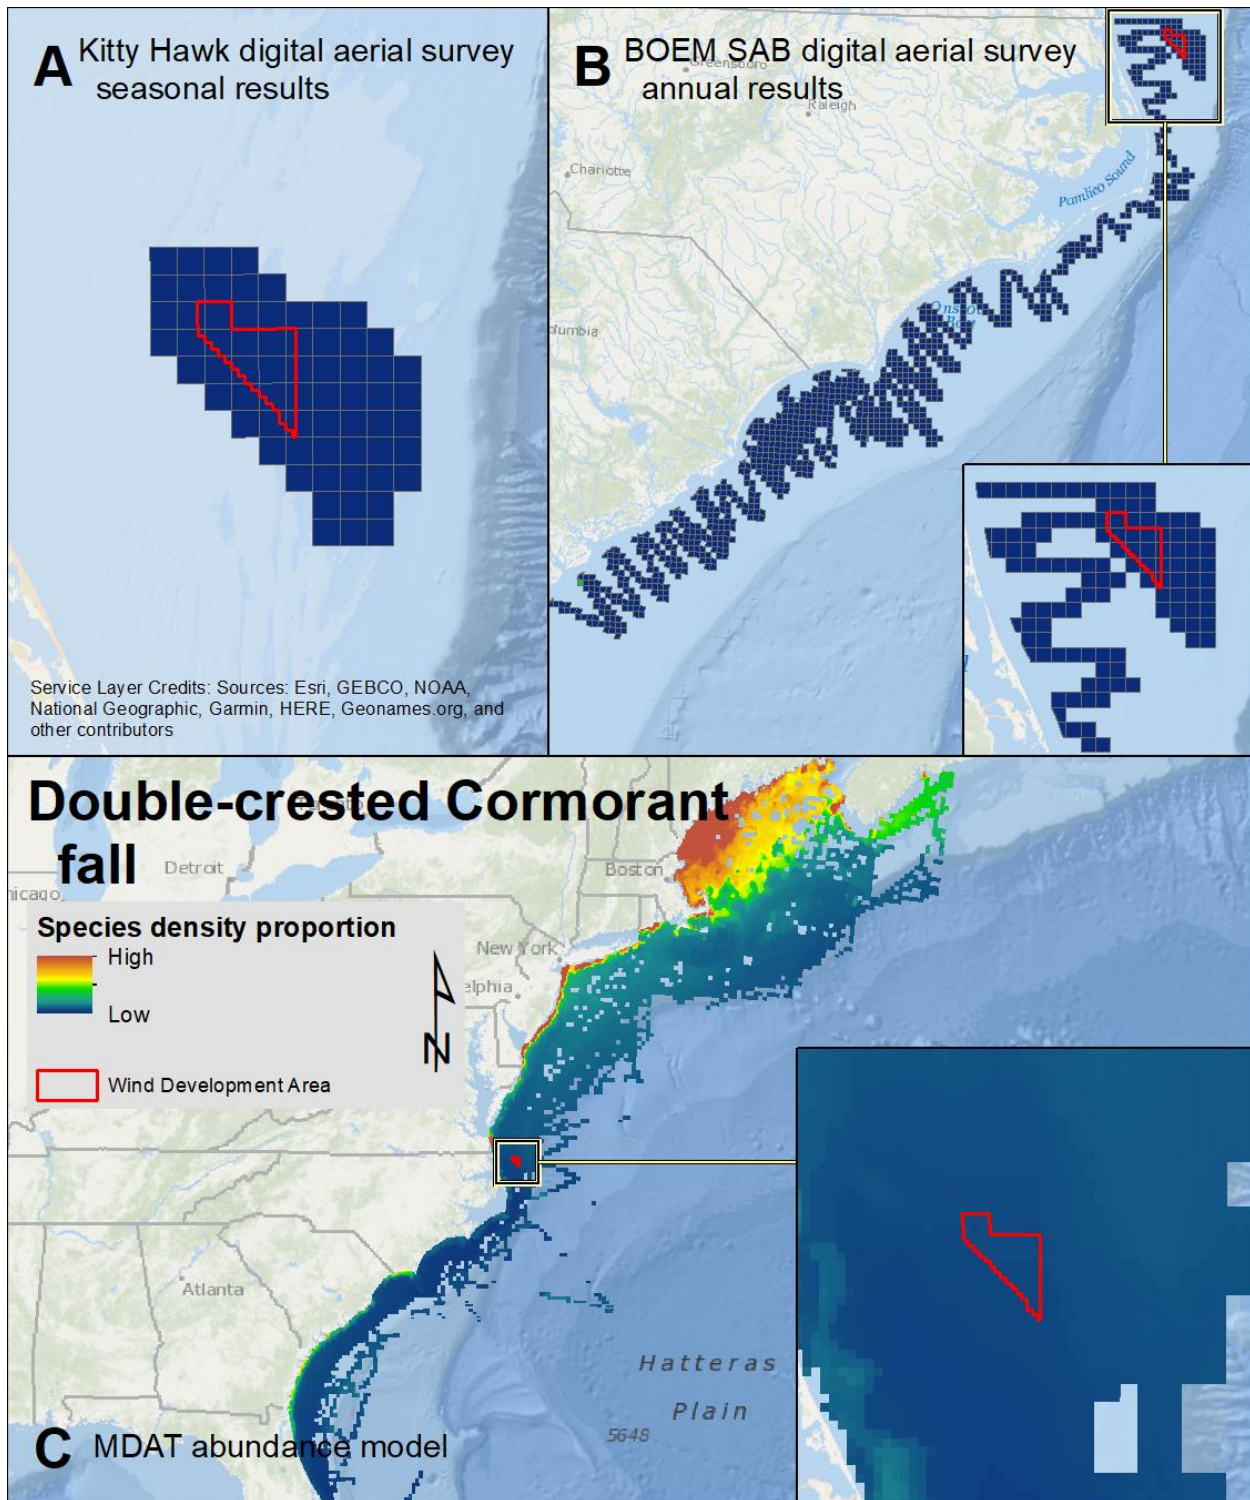 A Kitty Hawk digital aerial survey
seasonal results
Service Layer Credits: Sources: Esri, GEBCO, NOAA,
National Geographic, Garmin, HERE, Geonames.org, and
other contributors
B BOEM SAB digital aerial survey
annual results
Greensboro
Raleigh
Charlotte
Pamlico Sound
lumbia
Double-crested Cormorant
fall
Detroit
hicago
Boston
New York
elphia
Species density proportion
High
Low
N
Wind Development Area
Atlanta
Hatteras
Plain
5648
C MDAT abundance model